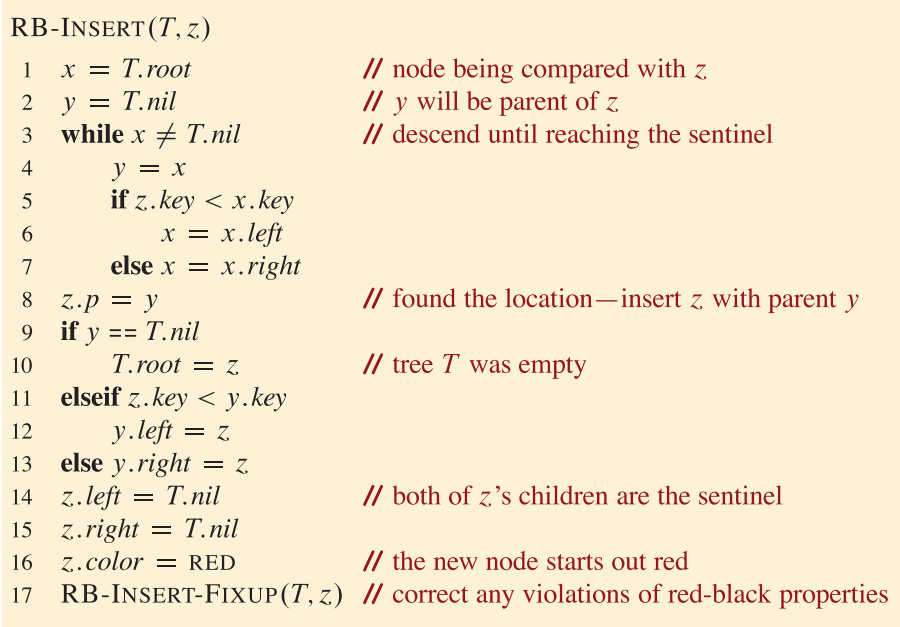 RB-INSERT(T, z)
1 x = T.root // node being compared with z
2 y = T.nil // y will be parent of z
3 while x ≠ T.nil // descend until reaching the sentinel
4 y = x
5 if z.key < x.key
6 x = x.left
7 else x = x.right
8 z.p = y // found the location—insert z with parent y
9 if y == T.nil
10 T.root = z // tree T was empty
11 elseif z.key < y.key
12 y.left = z
13 else y.right = z
14 z.left = T.nil // both of z's children are the sentinel
15 z.right = T.nil
16 z.color = RED // the new node starts out red
17 RB-INSERT-FIXUP(T, z) // correct any violations of red-black properties